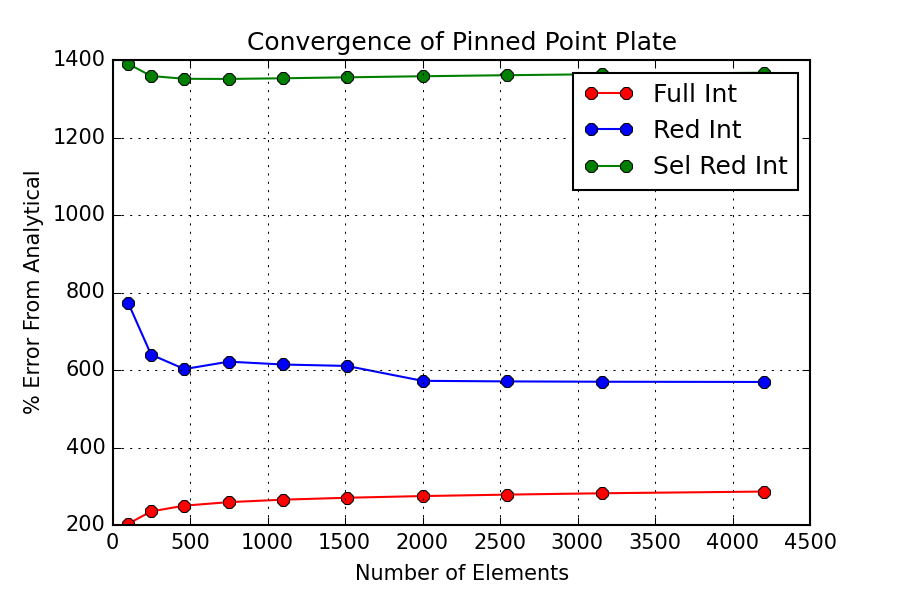 Convergence of Pinned Point Plate
1400
1200
1000
800
600
400
200
% Error From Analytical
Full Int
Red Int
Sel Red Int
0 500 1000 1500 2000 2500 3000 3500 4000 4500
Number of Elements